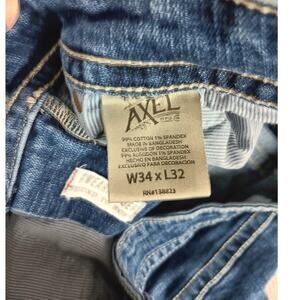 AXEL
99% COTTON 1% SPANDEX
MADE IN BANGLADESH
EXCLUSIVE OF DECORATION
99% ALGODON 1% SPANDEX
HECHO EN BANGLADESH
EXCLUSIVO DE DECORACION
W34 x L32
RN#138823